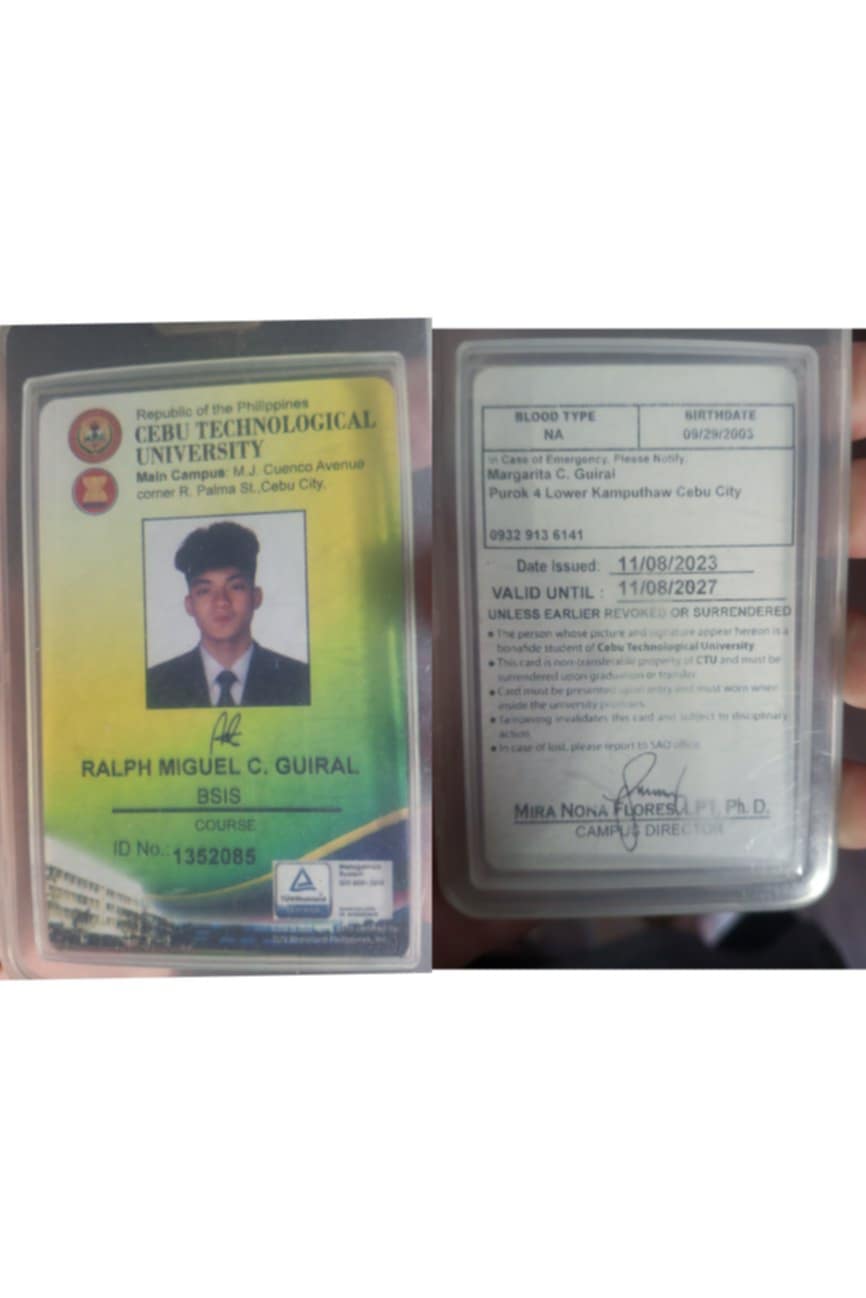 Republic of the Philippines
CEBU TECHNOLOGICAL
UNIVERSITY
Main Campus: M.J. Cuenco Avenue
corner R. Palma St.,Cebu City,
RALPH MIGUEL C. GUIRAL
BSIS
COURSE
ID No.: 1352085
Management
System
BLOOD TYPE
NA
BIRTHDATE
09/29/2003
In Case of Emergency, Please Notify:
Margarita C. Guiral
Purok 4 Lower Kamputhaw Cebu City
0932 913 6141
Date issued: 11/08/2023
VALID UNTIL : 11/08/2027
UNLESS EARLIER REVOKED OR SURRENDERED
• The person whose picture and signature appear hereon is a
bonafide student of Cebu Technological University
• This card is non-transferable property of CTU and must be
surrendered upon graduation or transfer.
• Card must be presented upon entry and must worn when
inside the university premises.
• Tampering invalidates this card and subject to disciplinary
action.
• In case of lost, please report to SAO office.
MIRA NONA FLORES, LPT, Ph. D.
CAMPUS DIRECTOR